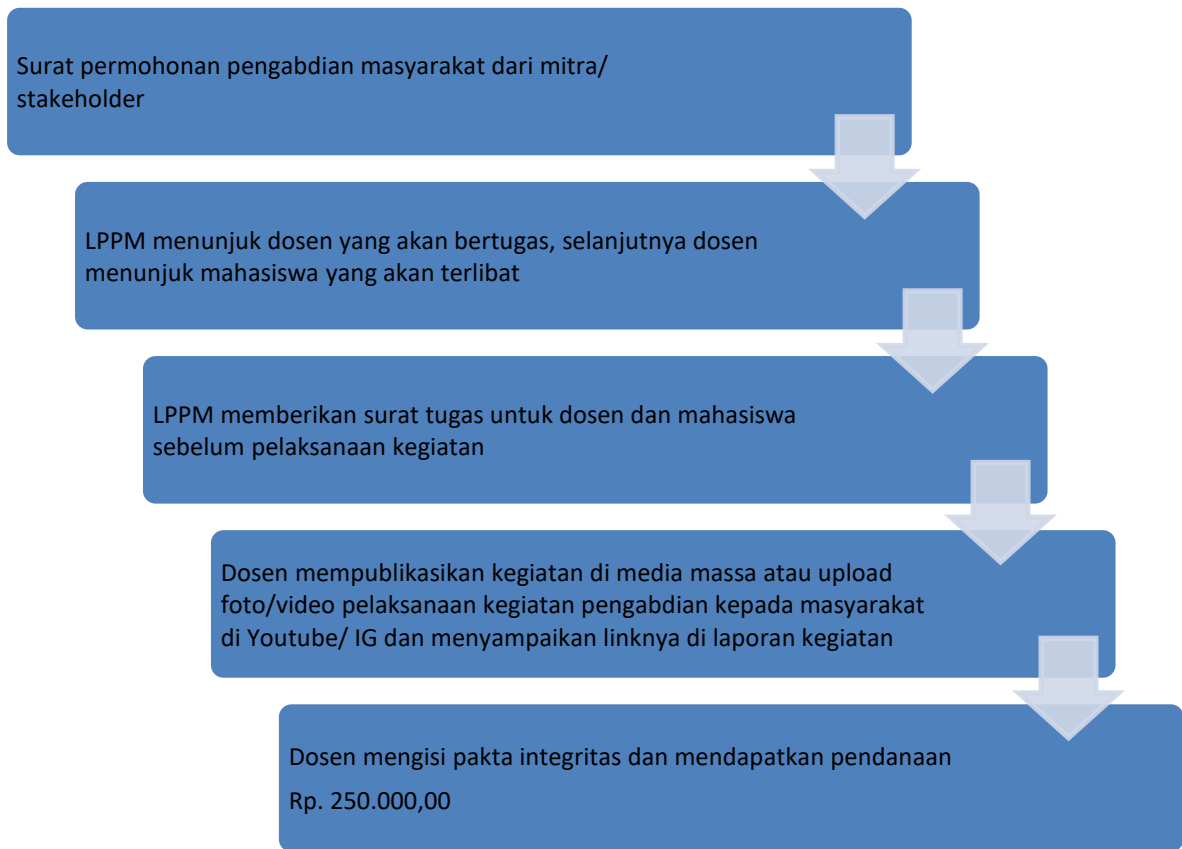 Surat permohonan pengabdian masyarakat dari mitra/
stakeholder
LPPM menunjuk dosen yang akan bertugas, selanjutnya dosen
menunjuk mahasiswa yang akan terlibat
LPPM memberikan surat tugas untuk dosen dan mahasiswa
sebelum pelaksanaan kegiatan
Dosen mempublikasikan kegiatan di media massa atau upload
foto/video pelaksanaan kegiatan pengabdian kepada masyarakat
di Youtube/ IG dan menyampaikan linknya di laporan kegiatan
Dosen mengisi pakta integritas dan mendapatkan pendanaan
Rp. 250.000,00